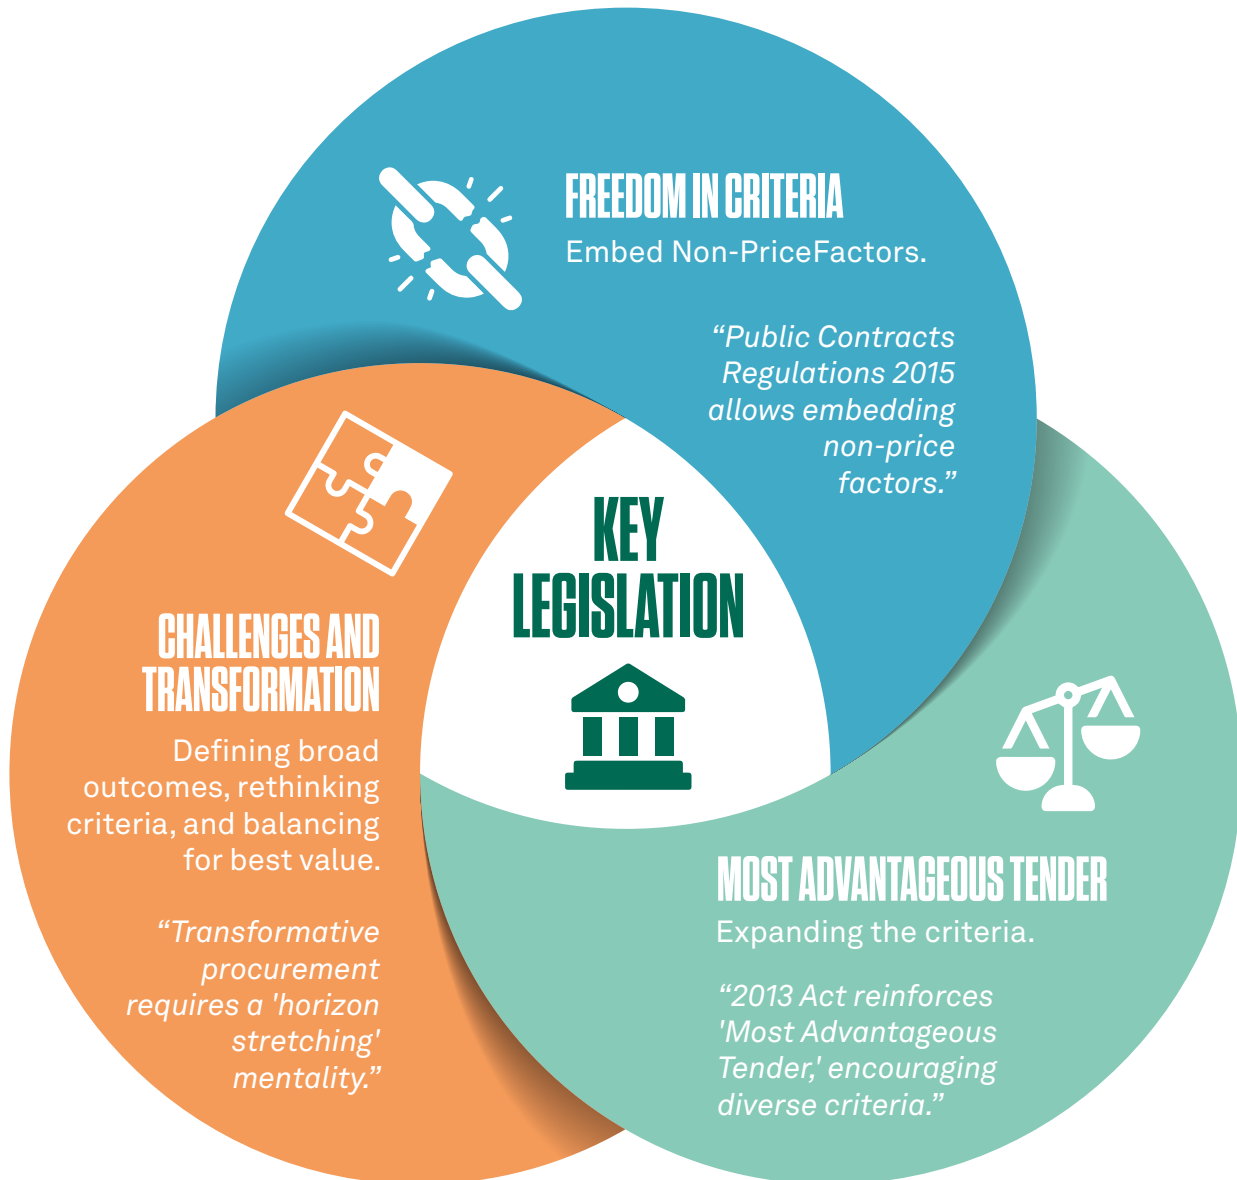 FREEDOM IN CRITERIA
Embed Non-PriceFactors.
“Public Contracts
Regulations 2015
allows embedding
non-price
factors.”
KEY
LEGISLATION
CHALLENGES AND
TRANSFORMATION
Defining broad
outcomes, rethinking
criteria, and balancing
for best value.
“Transformative
procurement
requires a 'horizon
stretching'
mentality.”
MOST ADVANTAGEOUS TENDER
Expanding the criteria.
“2013 Act reinforces
'Most Advantageous
Tender,' encouraging
diverse criteria.”